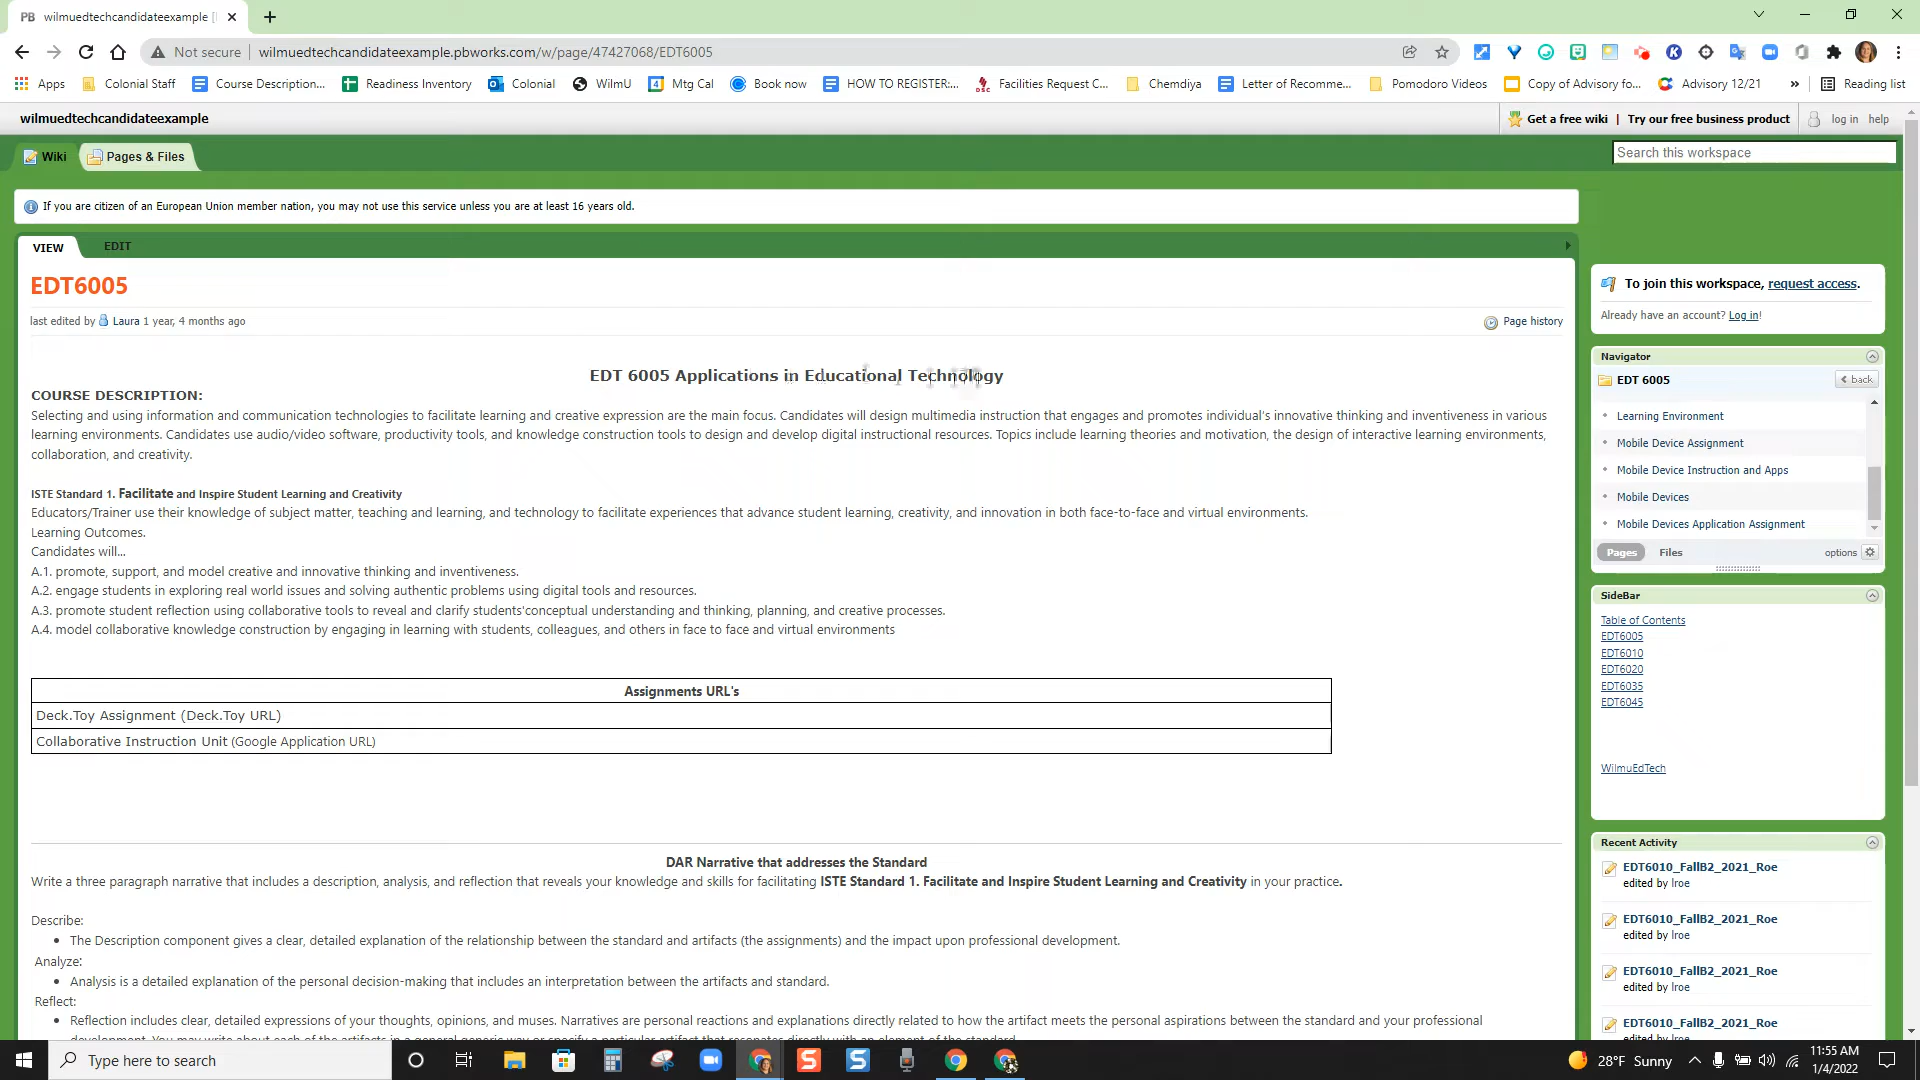 PB wilmuedtechcandidateexample [
Not secure wilmuedtechcandidateexample.pbworks.com/w/page/47427068/EDT6005
Apps Colonial Staff Course Description... Readiness Inventory Colonial WilmU Mtg Cal Book now HOW TO REGISTER:... Facilities Request C... Chemdiya Letter of Recomme... Pomodoro Videos Copy of Advisory fo... Advisory 12/21 » Reading list
wilmuedtechcandidateexample Get a free wiki | Try our free business product log in help
Wiki Pages & Files Search this workspace
If you are citizen of an European Union member nation, you may not use this service unless you are at least 16 years old.
VIEW EDIT
EDT6005
last edited by Laura 1 year, 4 months ago Page history
EDT 6005 Applications in Educational Technology
COURSE DESCRIPTION:
Selecting and using information and communication technologies to facilitate learning and creative expression are the main focus. Candidates will design multimedia instruction that engages and promotes individual's innovative thinking and inventiveness in various
learning environments. Candidates use audio/video software, productivity tools, and knowledge construction tools to design and develop digital instructional resources. Topics include learning theories and motivation, the design of interactive learning environments,
collaboration, and creativity.
ISTE Standard 1. Facilitate and Inspire Student Learning and Creativity
Educators/Trainer use their knowledge of subject matter, teaching and learning, and technology to facilitate experiences that advance student learning, creativity, and innovation in both face-to-face and virtual environments.
Learning Outcomes.
Candidates will...
A.1. promote, support, and model creative and innovative thinking and inventiveness.
A.2. engage students in exploring real world issues and solving authentic problems using digital tools and resources.
A.3. promote student reflection using collaborative tools to reveal and clarify students'conceptual understanding and thinking, planning, and creative processes.
A.4. model collaborative knowledge construction by engaging in learning with students, colleagues, and others in face to face and virtual environments
Assignments URL's
Deck.Toy Assignment (Deck.Toy URL)
Collaborative Instruction Unit (Google Application URL)
DAR Narrative that addresses the Standard
Write a three paragraph narrative that includes a description, analysis, and reflection that reveals your knowledge and skills for facilitating ISTE Standard 1. Facilitate and Inspire Student Learning and Creativity in your practice.
Describe:
• The Description component gives a clear, detailed explanation of the relationship between the standard and artifacts (the assignments) and the impact upon professional development.
Analyze:
• Analysis is a detailed explanation of the personal decision-making that includes an interpretation between the artifacts and standard.
Reflect:
• Reflection includes clear, detailed expressions of your thoughts, opinions, and muses. Narratives are personal reactions and explanations directly related to how the artifact meets the personal aspirations between the standard and your professional
To join this workspace, request access.
Already have an account? Log in!
Navigator
EDT 6005 back
Learning Environment
Mobile Device Assignment
Mobile Device Instruction and Apps
Mobile Devices
Mobile Devices Application Assignment
Pages Files options
SideBar
Table of Contents
EDT6005
EDT6010
EDT6020
EDT6035
EDT6045
WilmuEdTech
Recent Activity
EDT6010_FallB2_2021_Roe
edited by lroe
EDT6010_FallB2_2021_Roe
edited by lroe
EDT6010_FallB2_2021_Roe
edited by lroe
EDT6010_FallB2_2021_Roe
Type here to search 28°F Sunny 11:55 AM
1/4/2022